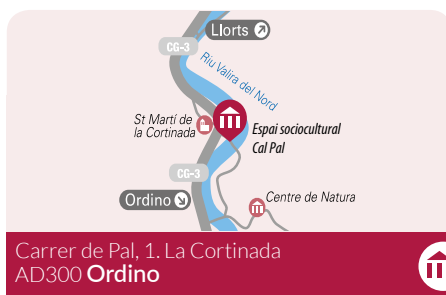 Llorts
CG-3
Riu Valira del Nord
St Martí de
la Cortinada
Espai sociocultural
Cal Pal
CG-3
Ordino
Centre de Natura
Carrer de Pal, 1. La Cortinada
AD300 Ordino